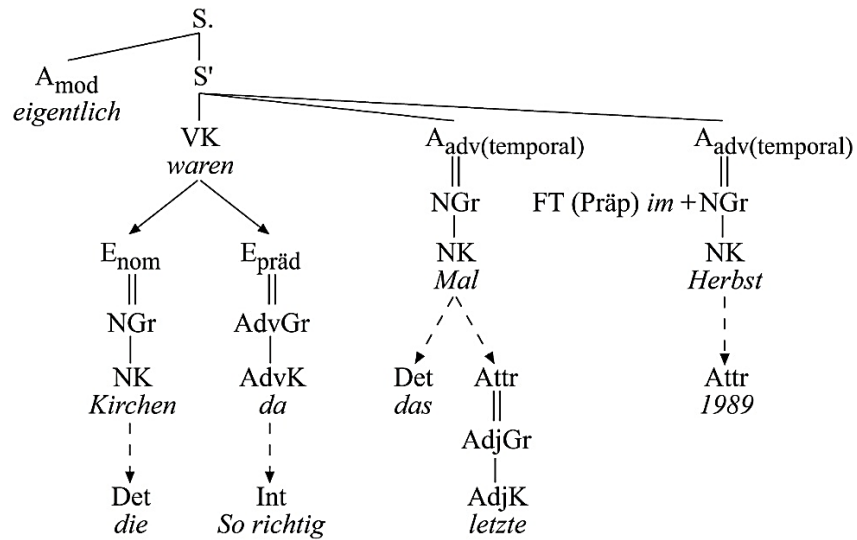 S.
A_mod
eigentlich
S'
VK
waren
A_adv(temporal)
A_adv(temporal)
NGr
FT (Präp) im + NGr
NK
Mal
NK
Herbst
E_nom
E_präd
NGr
AdvGr
NK
Kirchen
AdvK
da
Det
das
Attr
Attr
1989
AdjGr
Det
die
Int
So richtig
AdjK
letzte